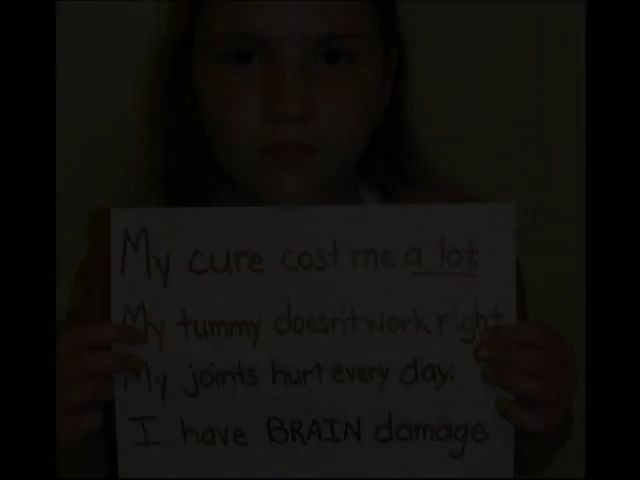 My cure cost me a lot
My tummy doesn't work right
My joints hurt every day.
I have BRAIN damage